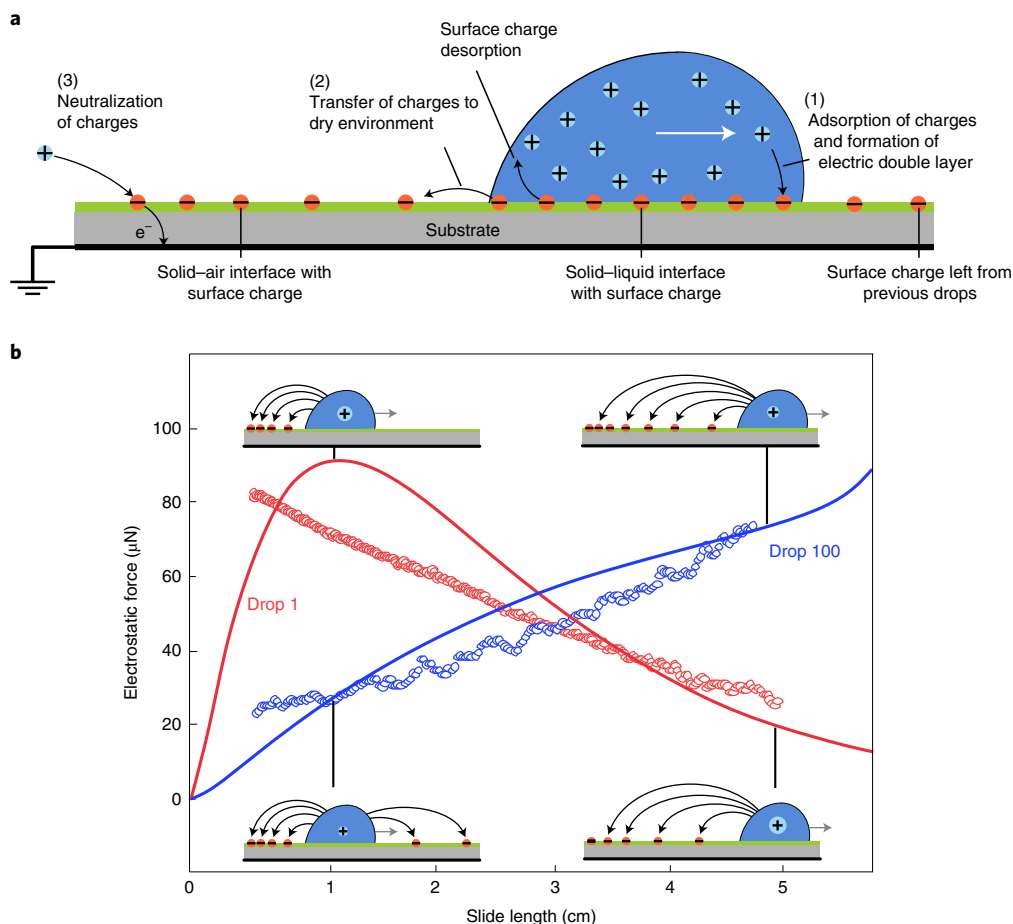 a
Surface charge
desorption
(3)
Neutralization
of charges
(2)
Transfer of charges to
dry environment
(1)
Adsorption of charges
and formation of
electric double layer
e–
Substrate
Solid–air interface with
surface charge
Solid–liquid interface
with surface charge
Surface charge left from
previous drops
b
Electrostatic force (μN)
100
80
60
40
20
0
Drop 1
Drop 100
0
1
2
3
4
5
Slide length (cm)